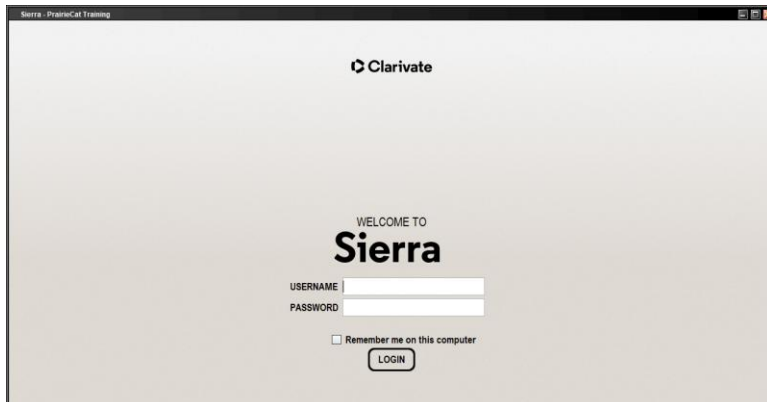 Sierra - PrairieCat Training
Clarivate
WELCOME TO
Sierra
USERNAME
PASSWORD
Remember me on this computer
LOGIN